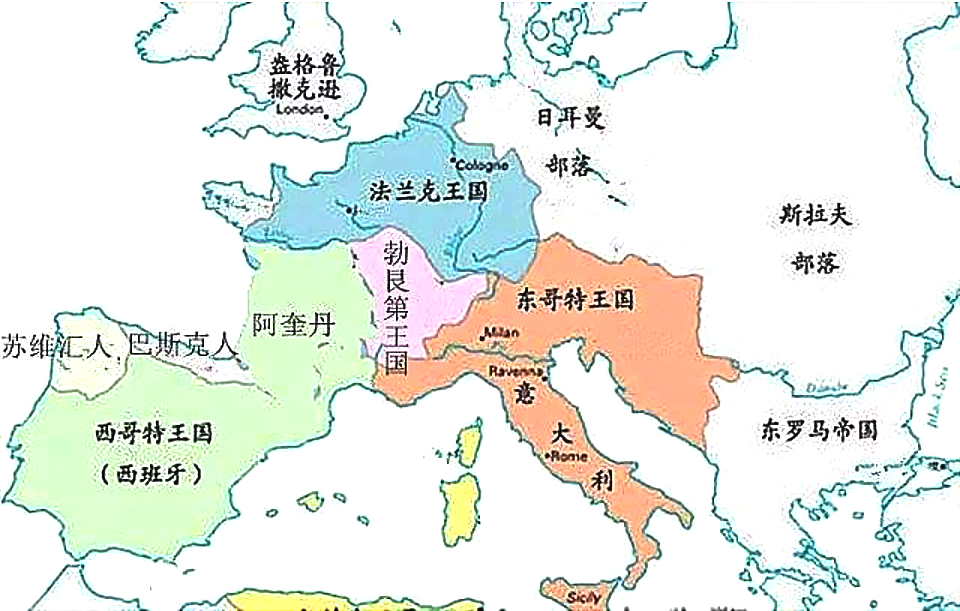 盎格鲁
撒克逊
London
日耳曼
部落
Cologne
法兰克王国
斯拉夫
部落
勃艮第王国
东哥特王国
阿奎丹
Milan
苏维汇人
巴斯克人
Ravenna
意大利
Danube
Black Sea
西哥特王国
（西班牙）
东罗马帝国
Rome
Sicily